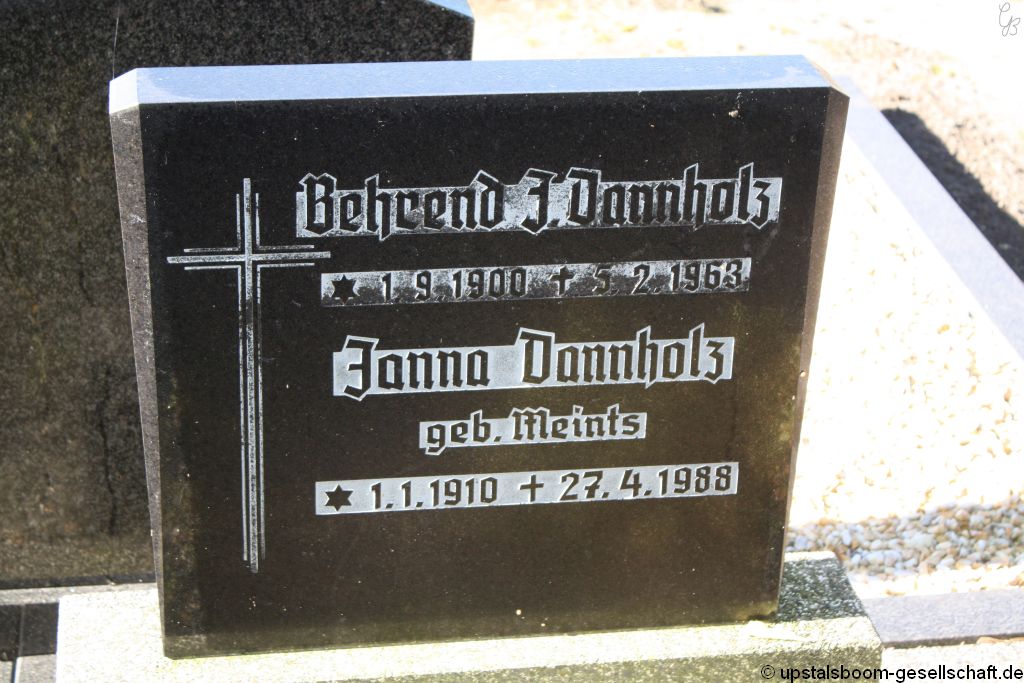 Behrend J. Dannholz
✶ 1. 9. 1900 ✝ 5. 2. 1963
Janna Dannholz
geb. Meints
✶ 1.1.1910 ✝ 27.4.1988
GB
© upstalsboom-gesellschaft.de